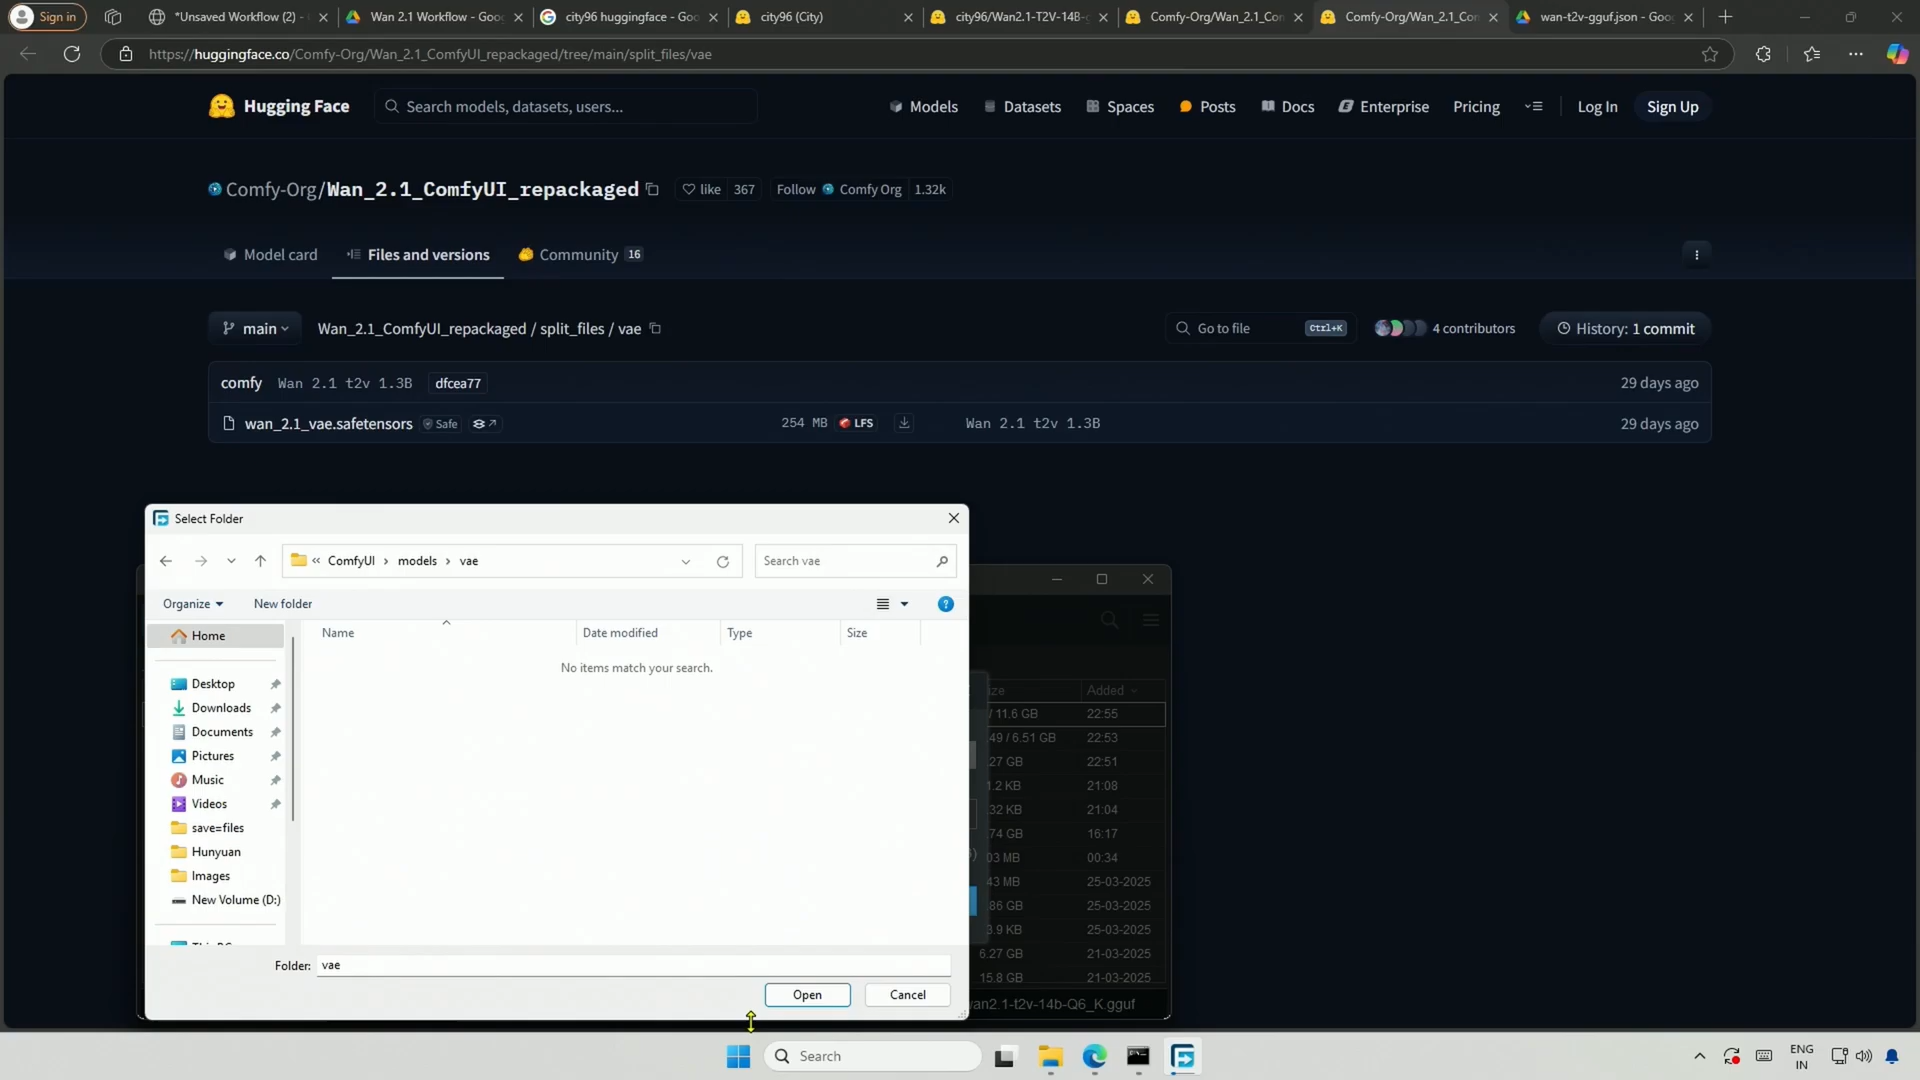 Sign in
*Unsaved Workflow (2) -
Wan 2.1 Workflow - Goo
city96 huggingface - Goo
city96 (City)
city96/Wan2.1-T2V-14B-g
Comfy-Org/Wan_2.1_Con
Comfy-Org/Wan_2.1_Con
wan-t2v-gguf.json - Goo
https://huggingface.co/Comfy-Org/Wan_2.1_ComfyUI_repackaged/tree/main/split_files/vae
Hugging Face
Search models, datasets, users...
Models
Datasets
Spaces
Posts
Docs
Enterprise
Pricing
Log In
Sign Up
Comfy-Org/Wan_2.1_ComfyUI_repackaged
like 367
Follow Comfy Org 1.32k
Model card
Files and versions
Community 16
main
Wan_2.1_ComfyUI_repackaged / split_files / vae
Go to file Ctrl+K
4 contributors
History: 1 commit
comfy Wan 2.1 t2v 1.3B dfcea77 29 days ago
wan_2.1_vae.safetensors Safe 254 MB LFS Wan 2.1 t2v 1.3B 29 days ago
Select Folder
« ComfyUI › models › vae
Search vae
Organize
New folder
Name Date modified Type Size
No items match your search.
Home
Desktop
Downloads
Documents
Pictures
Music
Videos
save=files
Hunyuan
Images
New Volume (D:)
Folder: vae
Open
Cancel
ize Added
/ 11.6 GB 22:55
49 / 6.51 GB 22:53
27 GB 22:51
1.2 KB 21:08
32 KB 21:04
74 GB 16:17
03 MB 00:34
43 MB 25-03-2025
86 GB 25-03-2025
3.9 KB 25-03-2025
6.27 GB 21-03-2025
15.8 GB 21-03-2025
wan2.1-t2v-14b-Q6_K.gguf
Search
ENG
IN